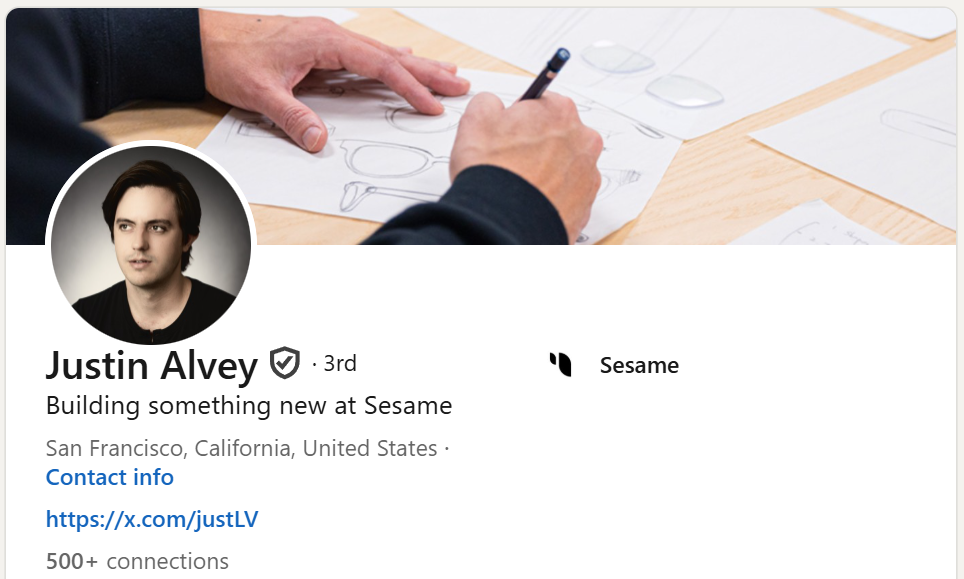 Justin Alvey · 3rd
Sesame
Building something new at Sesame
San Francisco, California, United States ·
Contact info
https://x.com/justLV
500+ connections